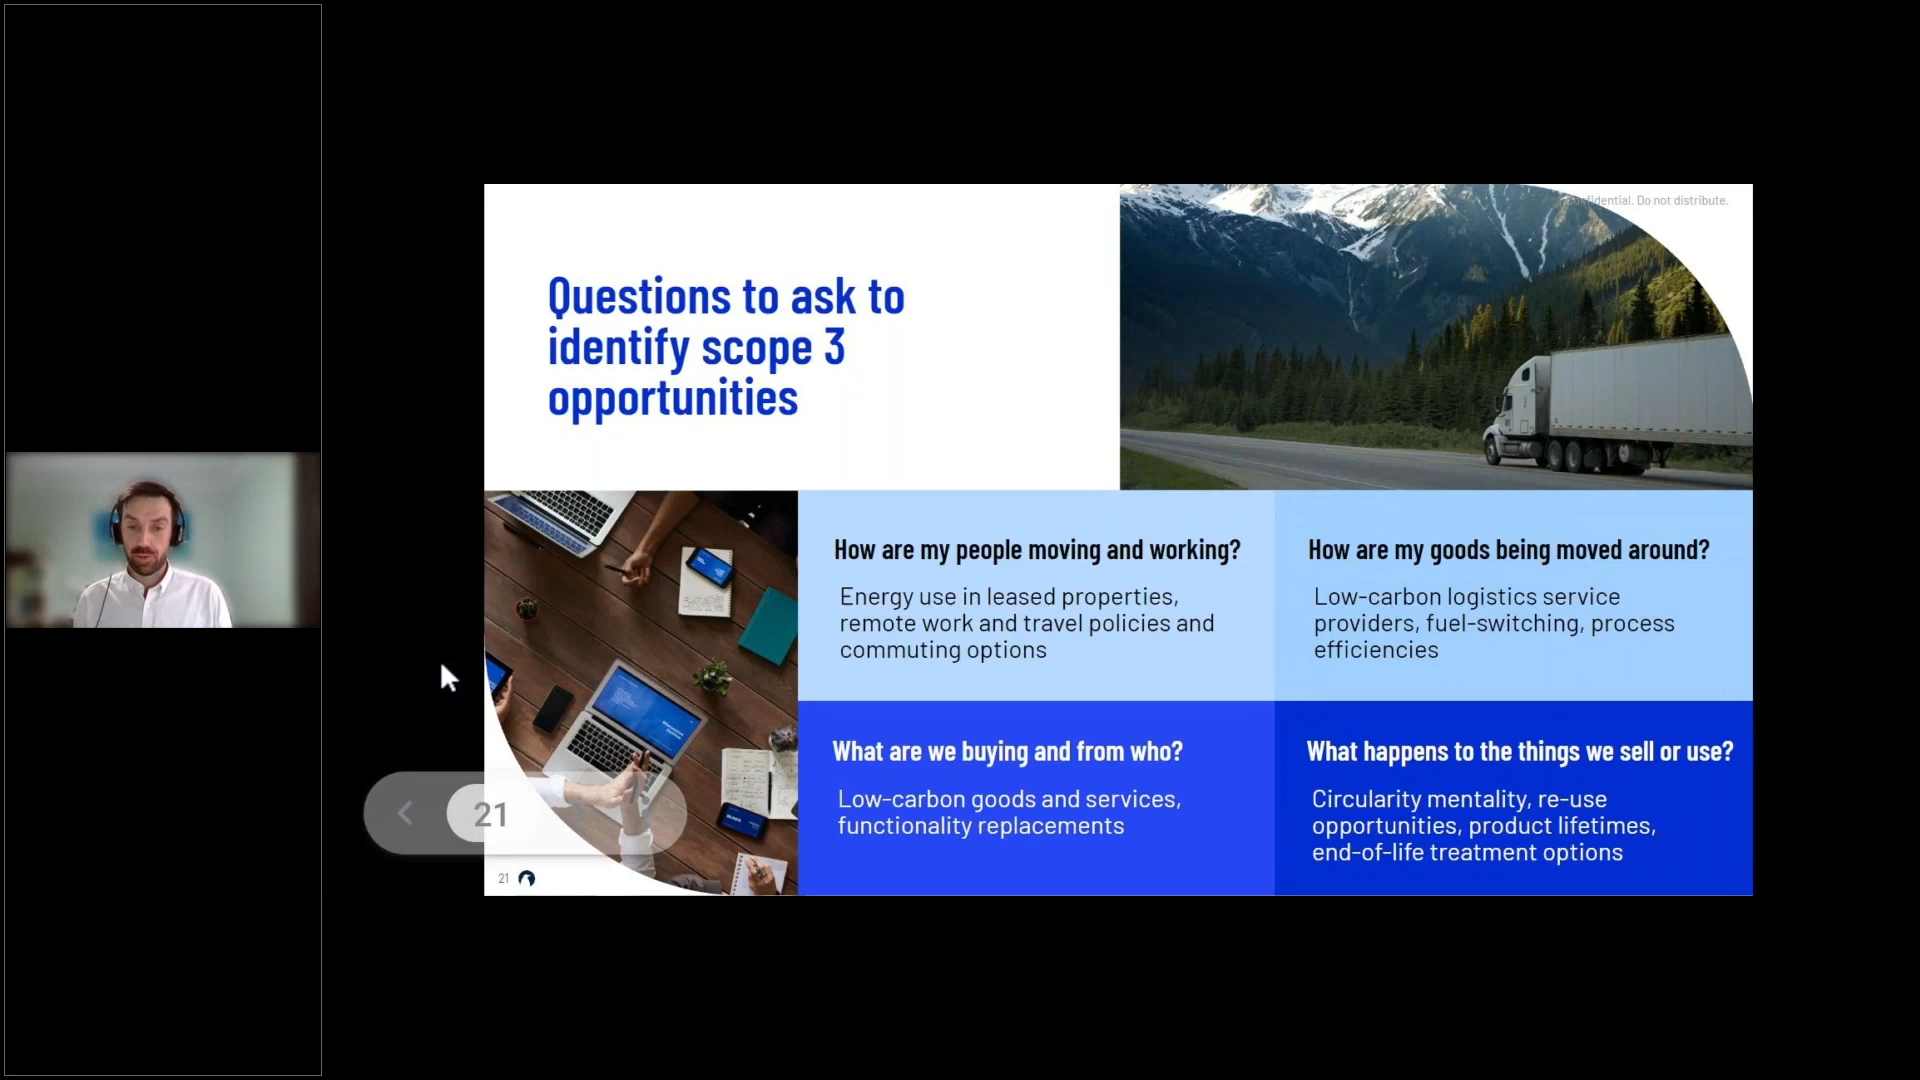 Confidential. Do not distribute.
Questions to ask to
identify scope 3
opportunities
How are my people moving and working?
Energy use in leased properties,
remote work and travel policies and
commuting options
How are my goods being moved around?
Low-carbon logistics service
providers, fuel-switching, process
efficiencies
What are we buying and from who?
Low-carbon goods and services,
functionality replacements
What happens to the things we sell or use?
Circularity mentality, re-use
opportunities, product lifetimes,
end-of-life treatment options
21
21